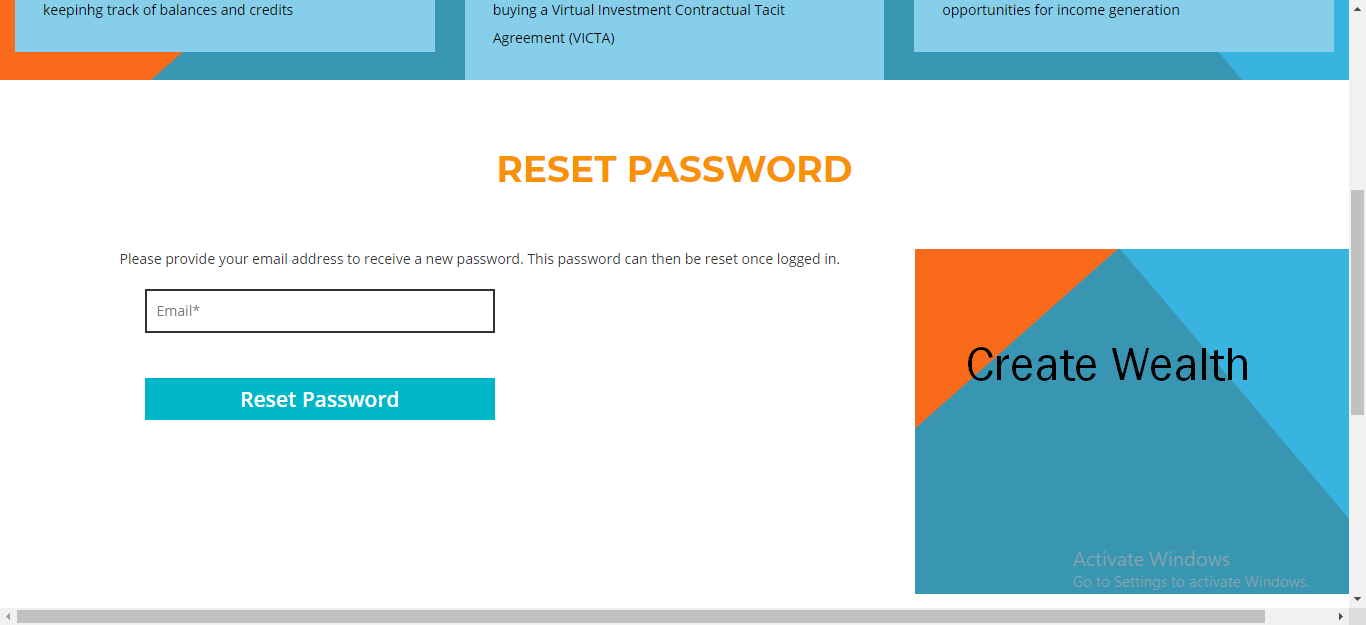 keepinhg track of balances and credits
buying a Virtual Investment Contractual Tacit
Agreement (VICTA)
opportunities for income generation
RESET PASSWORD
Please provide your email address to receive a new password. This password can then be reset once logged in.
Email*
Reset Password
Create Wealth
Activate Windows
Go to Settings to activate Windows.